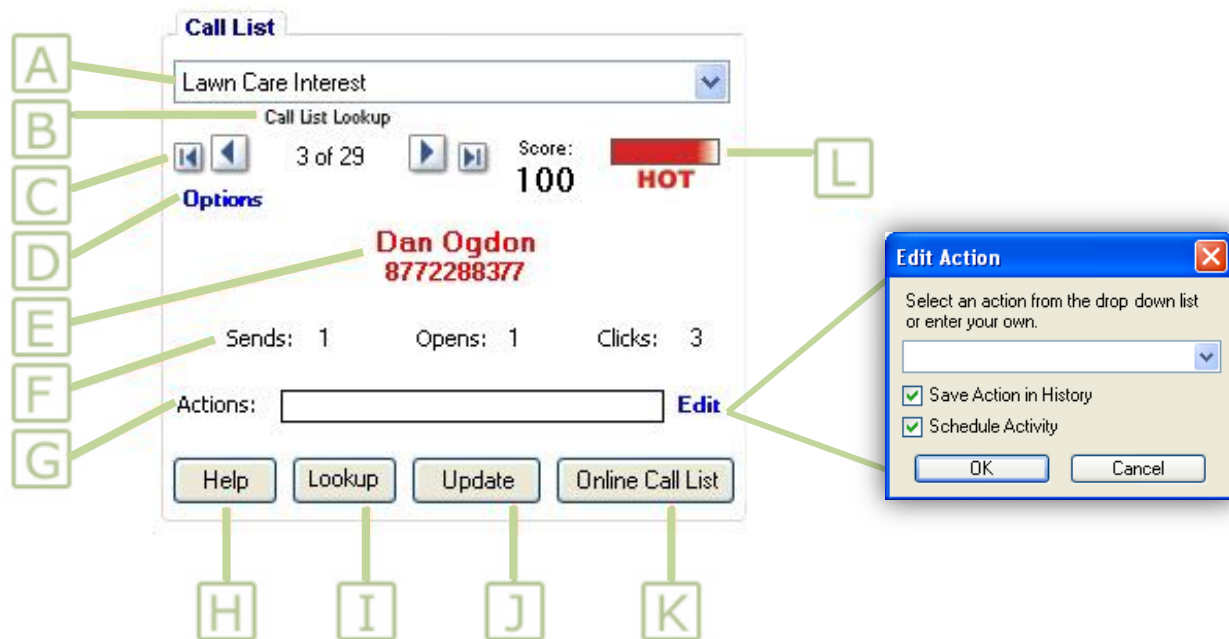 Call List
A
Lawn Care Interest
B
Call List Lookup
C
3 of 29
Score:
100
HOT
L
D
Options
E
Dan Ogdon
8772288377
F
Sends: 1 Opens: 1 Clicks: 3
G
Actions: Edit
Help Lookup Update Online Call List
H I J K
Edit Action
Select an action from the drop down list
or enter your own.
Save Action in History
Schedule Activity
OK Cancel